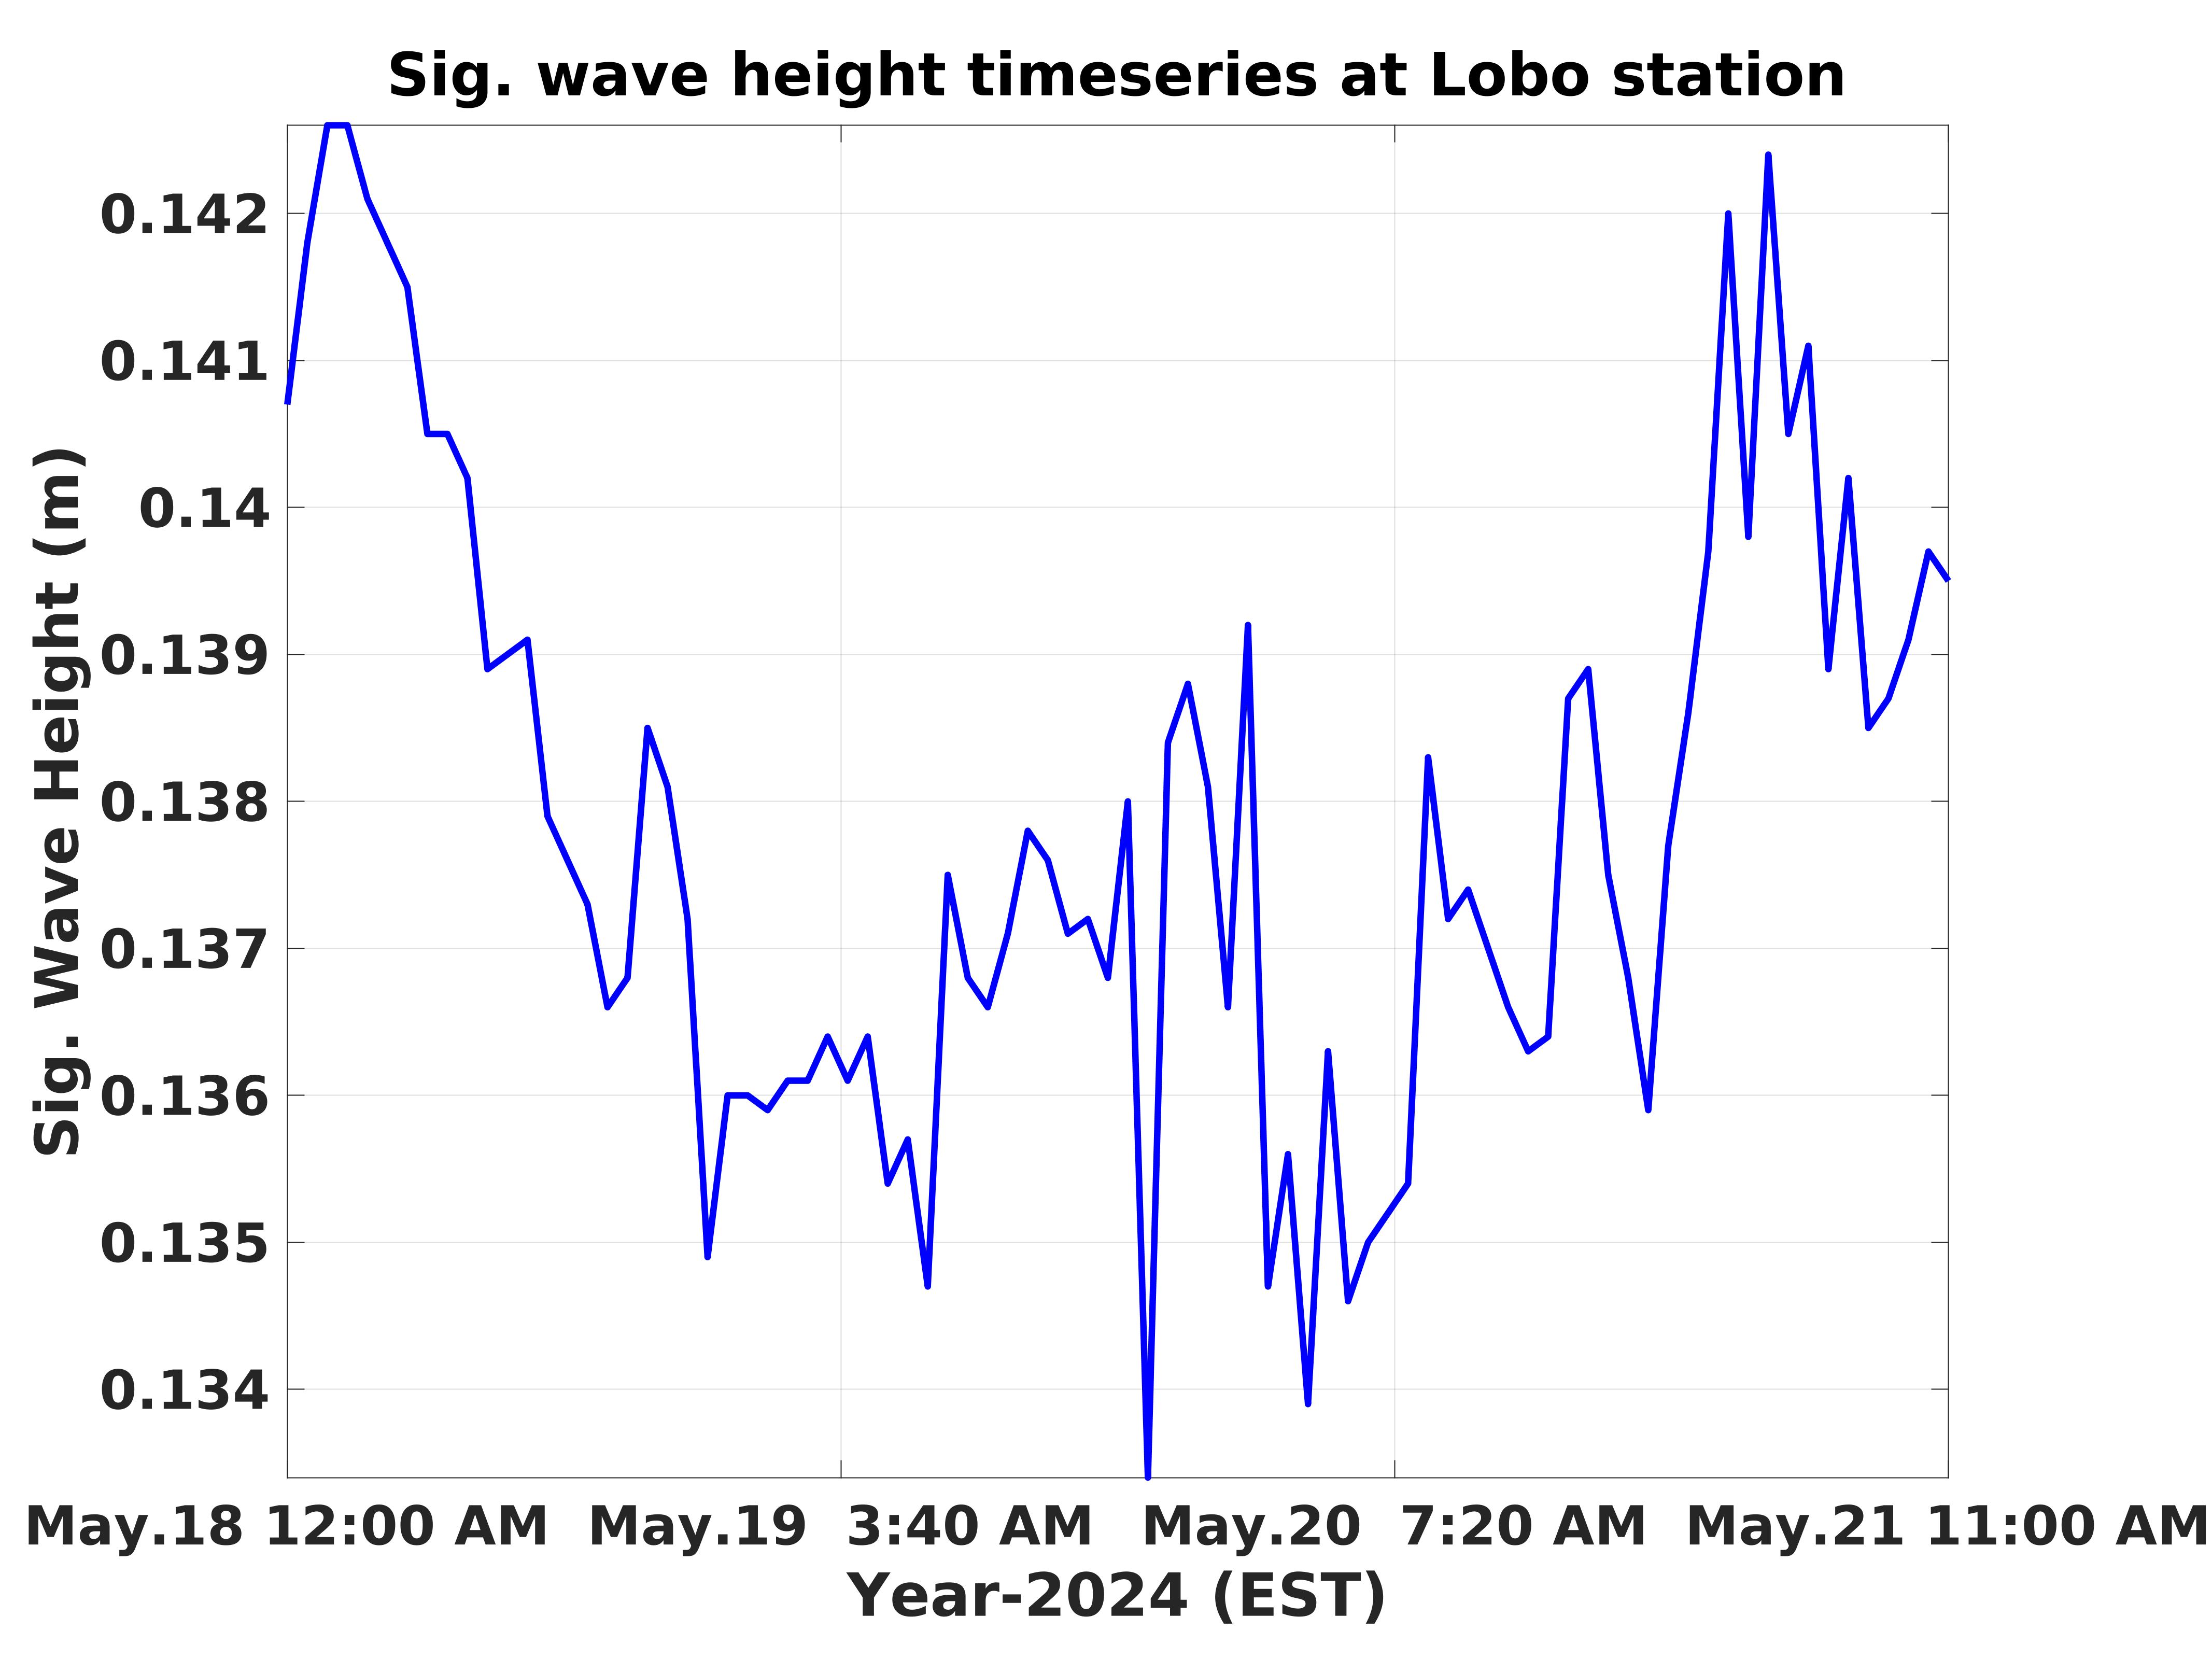 Sig. wave height timeseries at Lobo station
Sig. Wave Height (m)
0.142
0.141
0.14
0.139
0.138
0.137
0.136
0.135
0.134
May.18 12:00 AM May.19 3:40 AM May.20 7:20 AM May.21 11:00 AM
Year-2024 (EST)